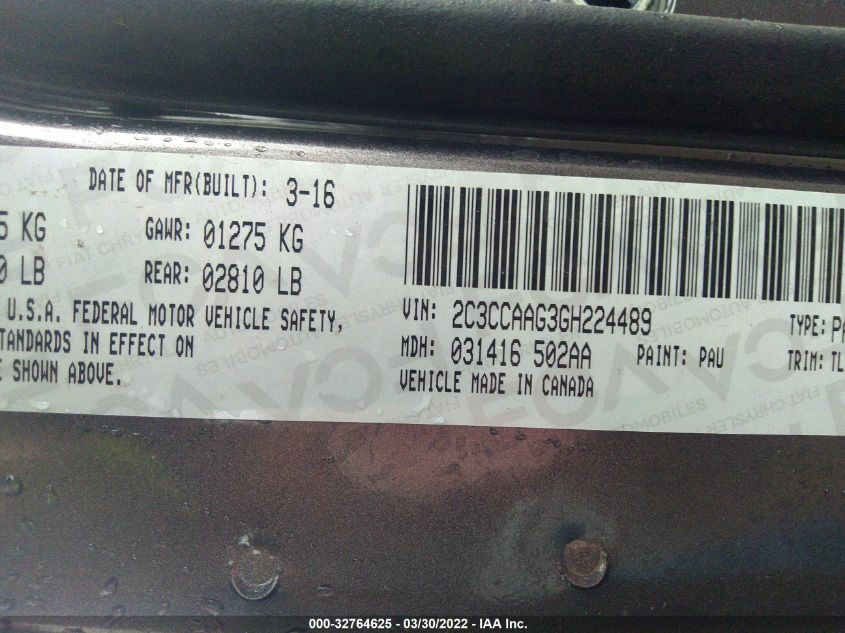 DATE OF MFR(BUILT): 3-16
5 KG GAWR: 01275 KG
0 LB REAR: 02810 LB
U.S.A. FEDERAL MOTOR VEHICLE SAFETY,
STANDARDS IN EFFECT ON
SHOWN ABOVE.
VIN: 2C3CCAAG3GH224489 TYPE: PA
MDH: 031416 502AA PAINT: PAU TRIM: TL
VEHICLE MADE IN CANADA
000-32764625 - 03/30/2022 - IAA Inc.